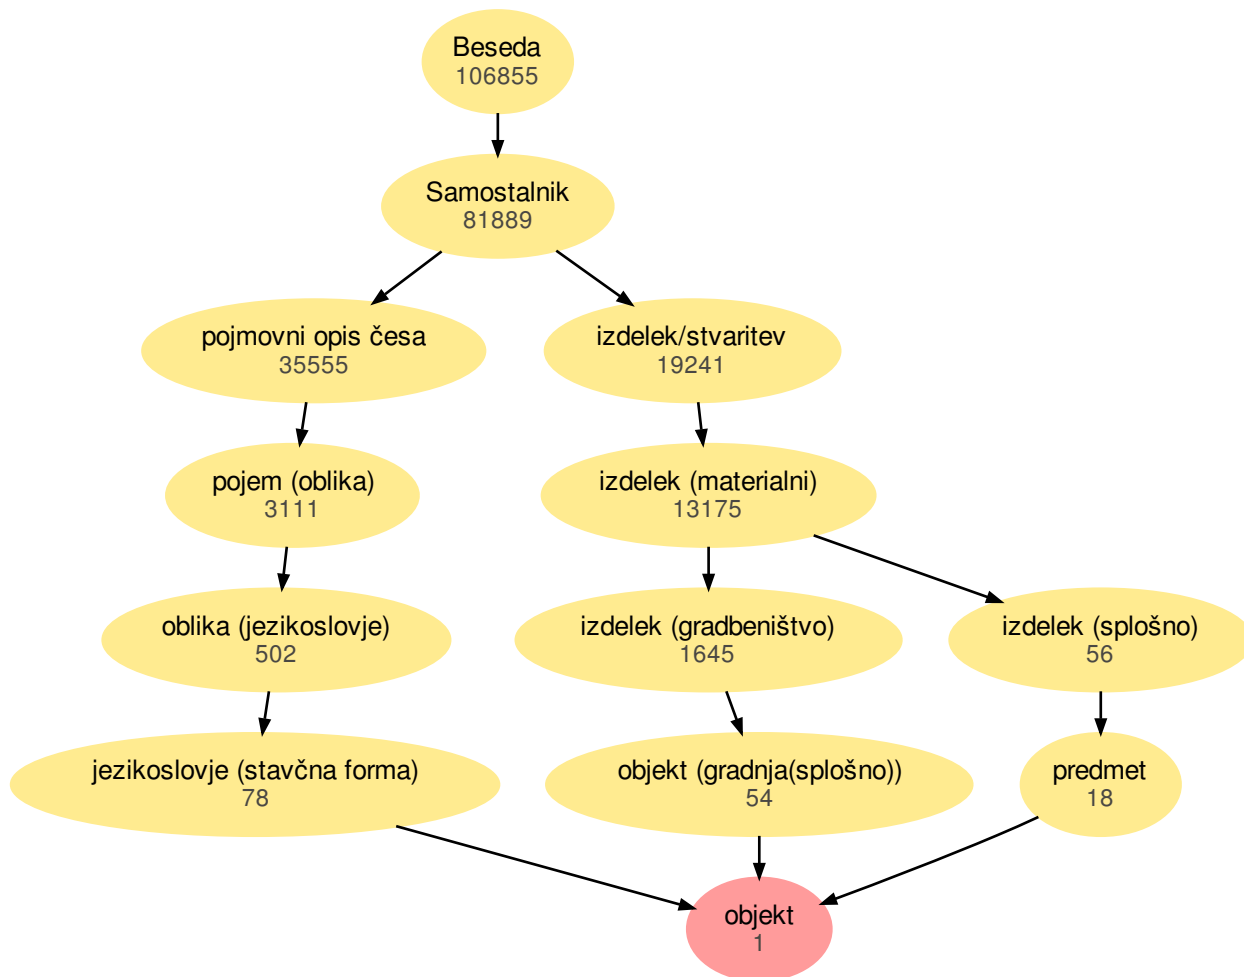 Beseda
106855
Samostalnik
81889
pojmovni opis česa
35555
izdelek/stvaritev
19241
pojem (oblika)
3111
izdelek (materialni)
13175
oblika (jezikoslovje)
502
izdelek (gradbeništvo)
1645
izdelek (splošno)
56
jezikoslovje (stavčna forma)
78
objekt (gradnja(splošno))
54
predmet
18
objekt
1